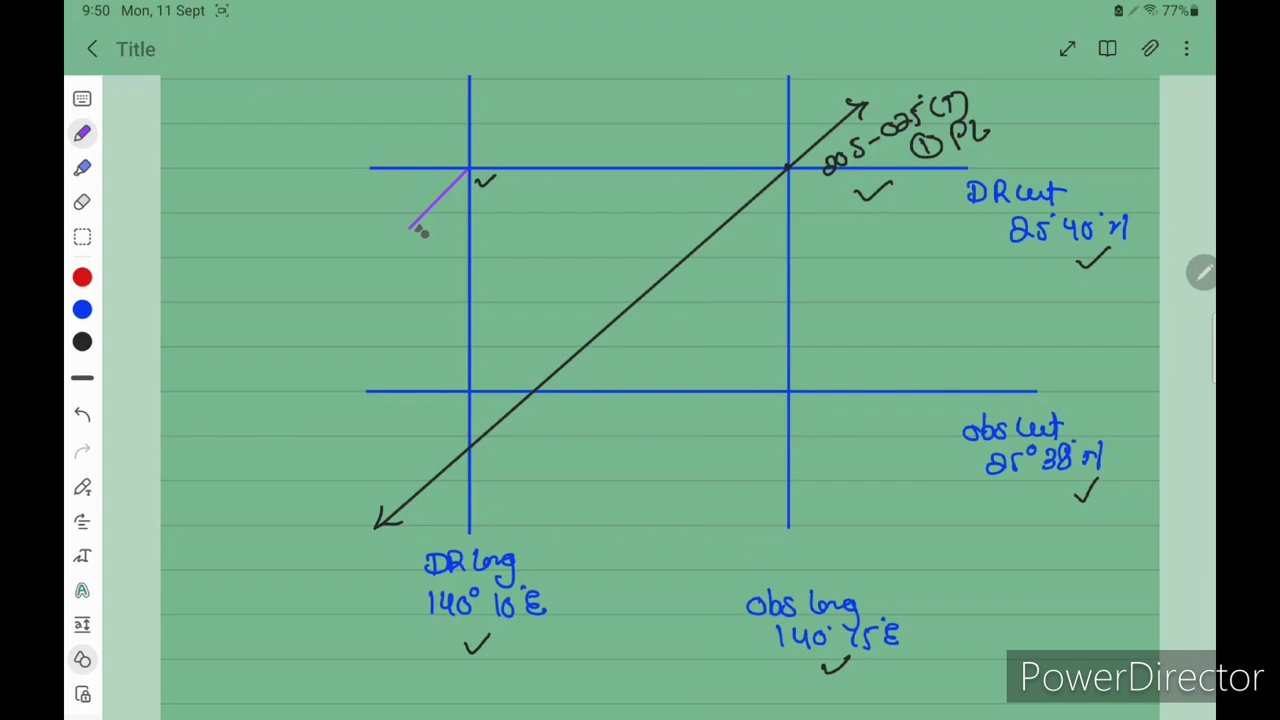 9:50 Mon, 11 Sept
77%
Title
005-025°(T)
① PL
DR Lat
25° 40' N
Obs Lat
25° 38' N
DR long
140° 10' E
Obs long
140° 15' E
PowerDirector